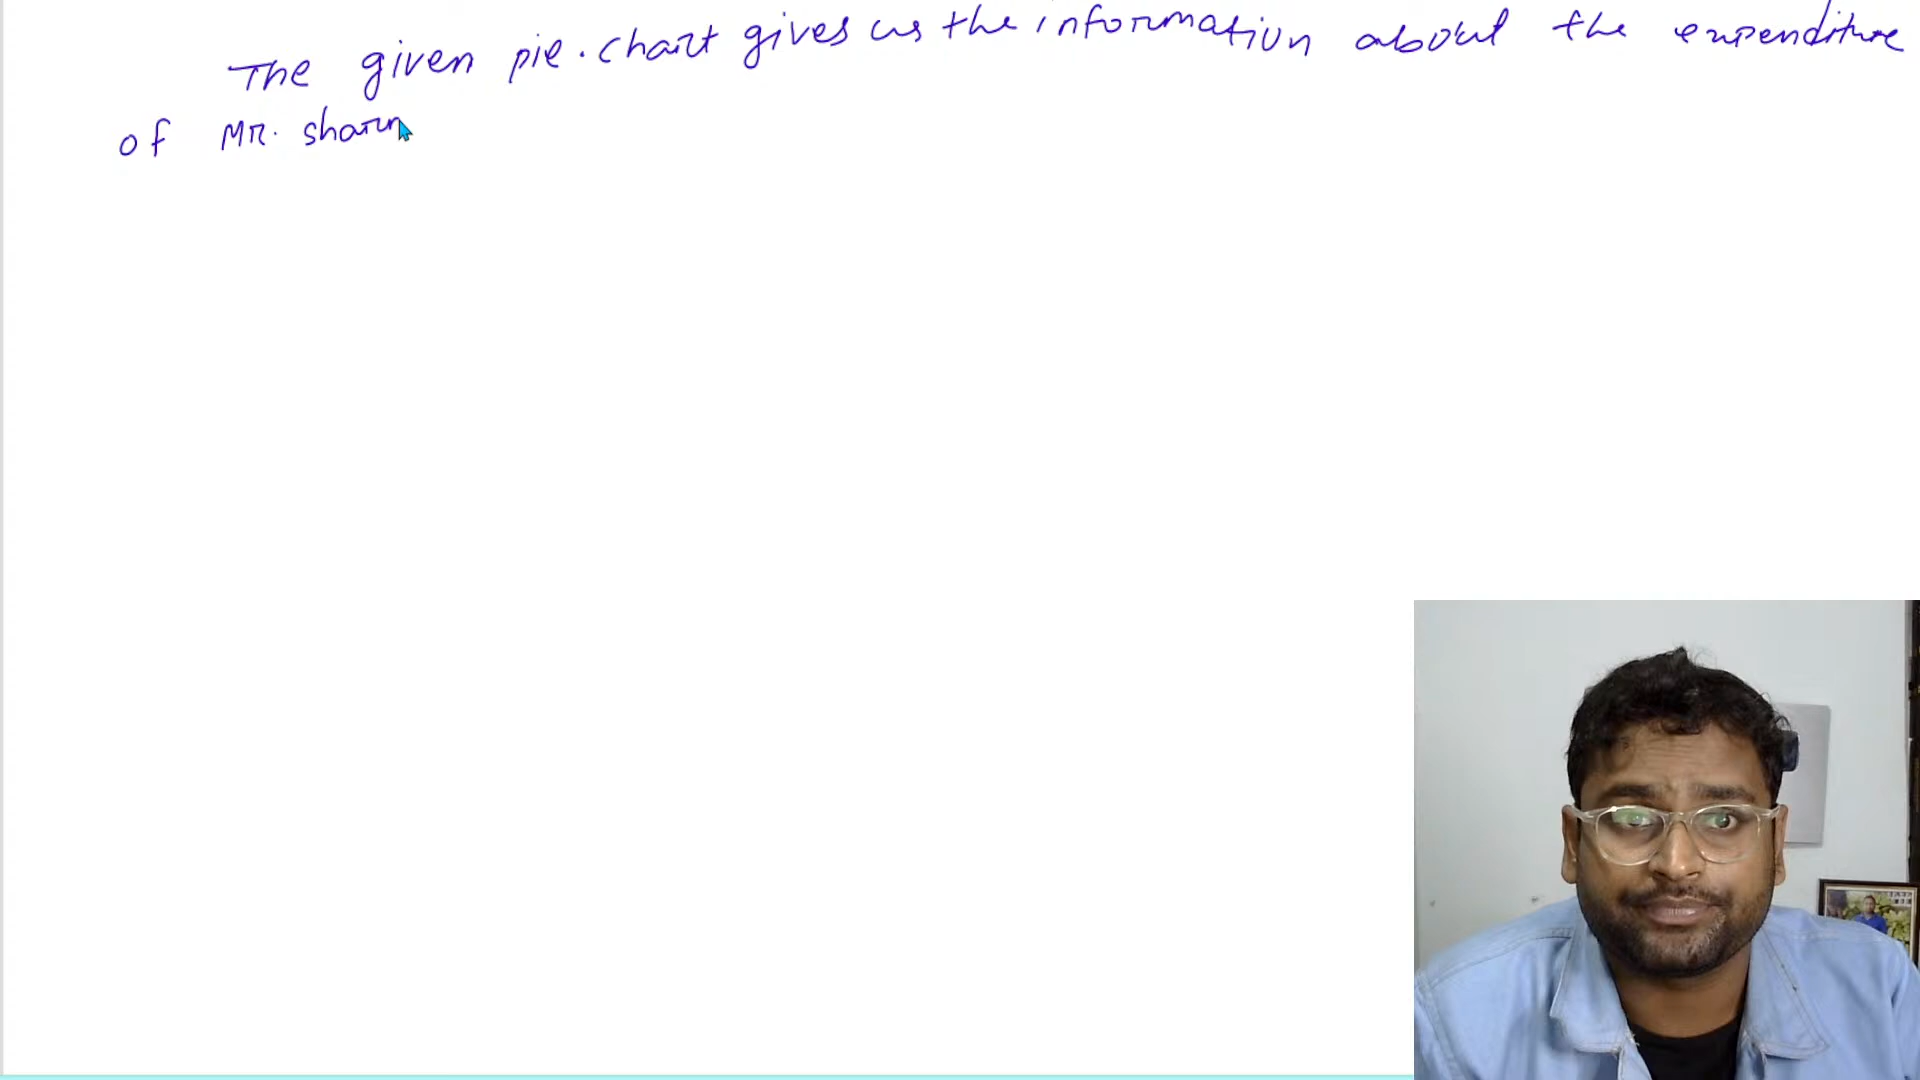 The given pie.chart gives us the information about the expenditure
of MR. sharm